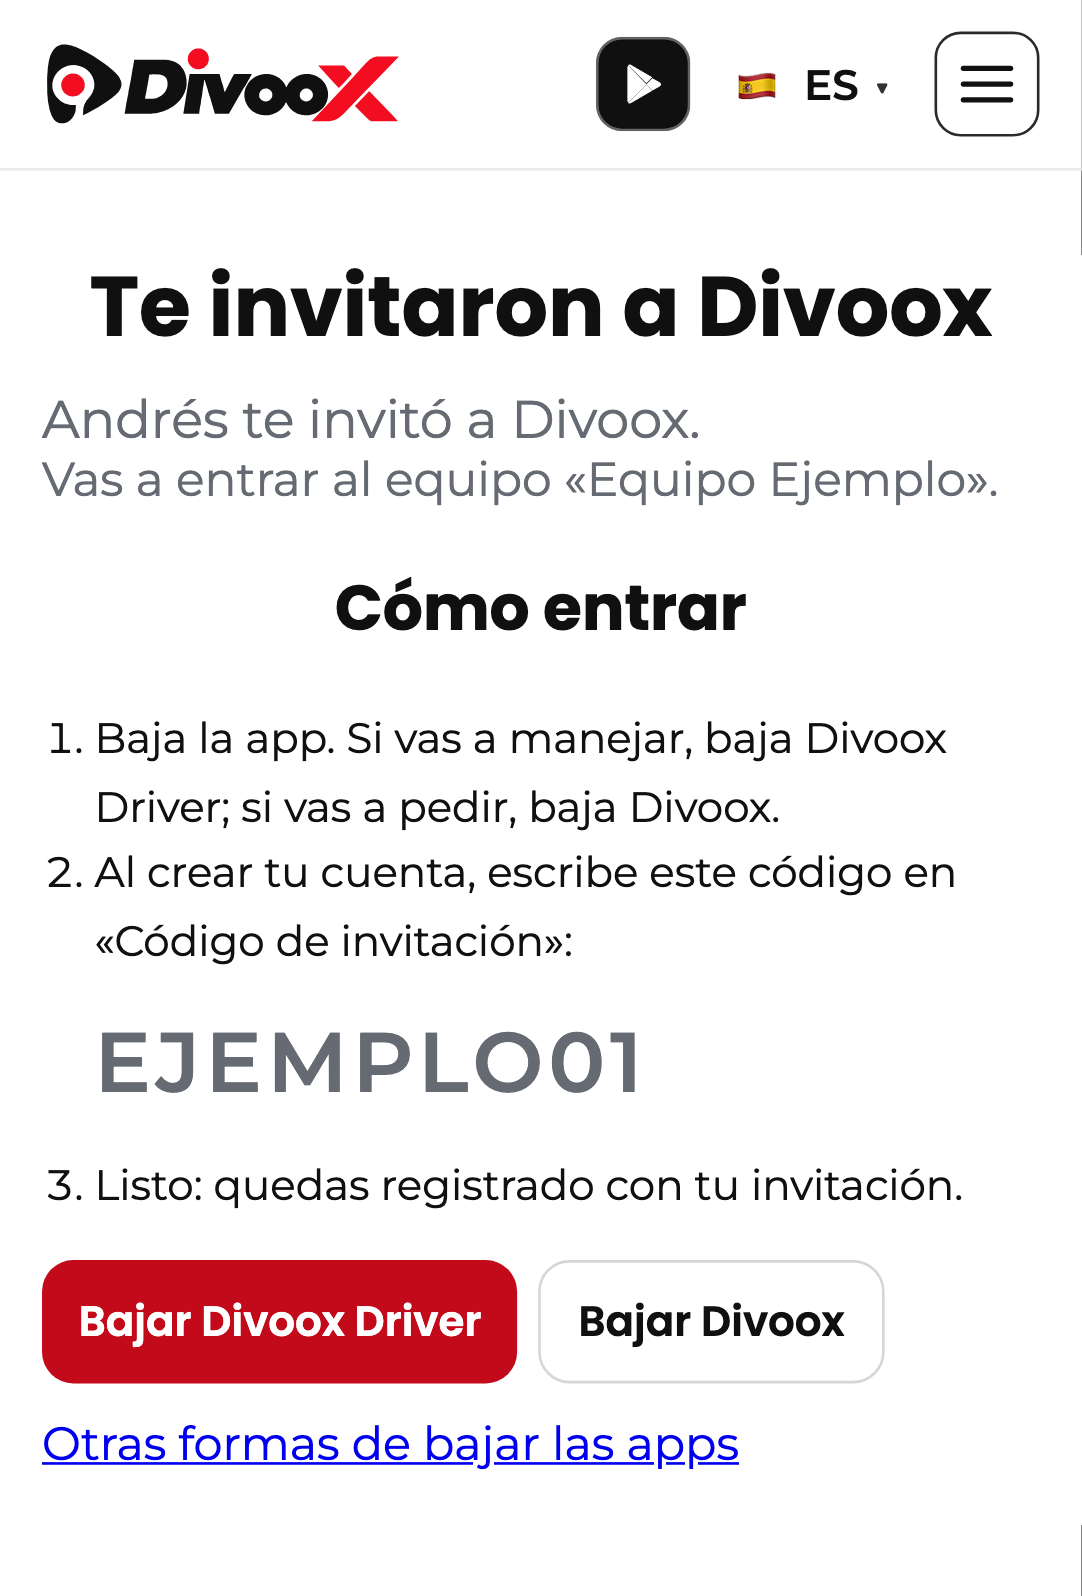 DivooX
ES
Te invitaron a Divoox
Andrés te invitó a Divoox.
Vas a entrar al equipo «Equipo Ejemplo».
Cómo entrar
1. Baja la app. Si vas a manejar, baja Divoox
Driver; si vas a pedir, baja Divoox.
2. Al crear tu cuenta, escribe este código en
«Código de invitación»:
EJEMPLO01
3. Listo: quedas registrado con tu invitación.
Bajar Divoox Driver
Bajar Divoox
Otras formas de bajar las apps